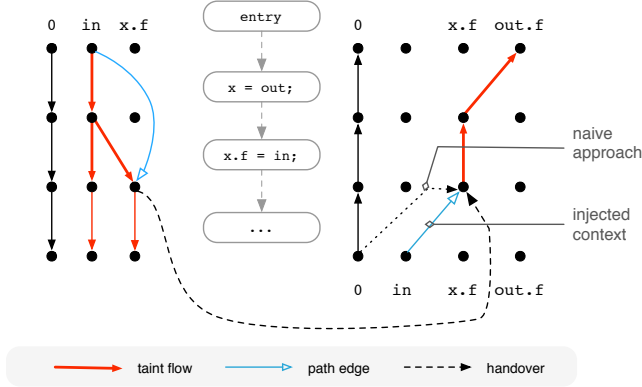 0 in x.f
entry
0 x.f out.f
x = out;
naive
approach
x.f = in;
injected
context
...
0 in x.f out.f
taint flow
path edge
handover